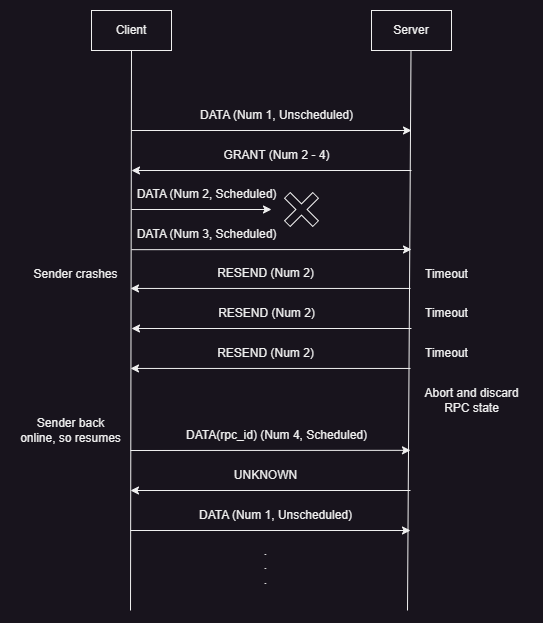 Client
Server
DATA (Num 1, Unscheduled)
GRANT (Num 2 - 4)
DATA (Num 2, Scheduled)
DATA (Num 3, Scheduled)
Sender crashes
RESEND (Num 2)
Timeout
RESEND (Num 2)
Timeout
RESEND (Num 2)
Timeout
Abort and discard
RPC state
Sender back
online, so resumes
DATA(rpc_id) (Num 4, Scheduled)
UNKNOWN
DATA (Num 1, Unscheduled)
.
.
.